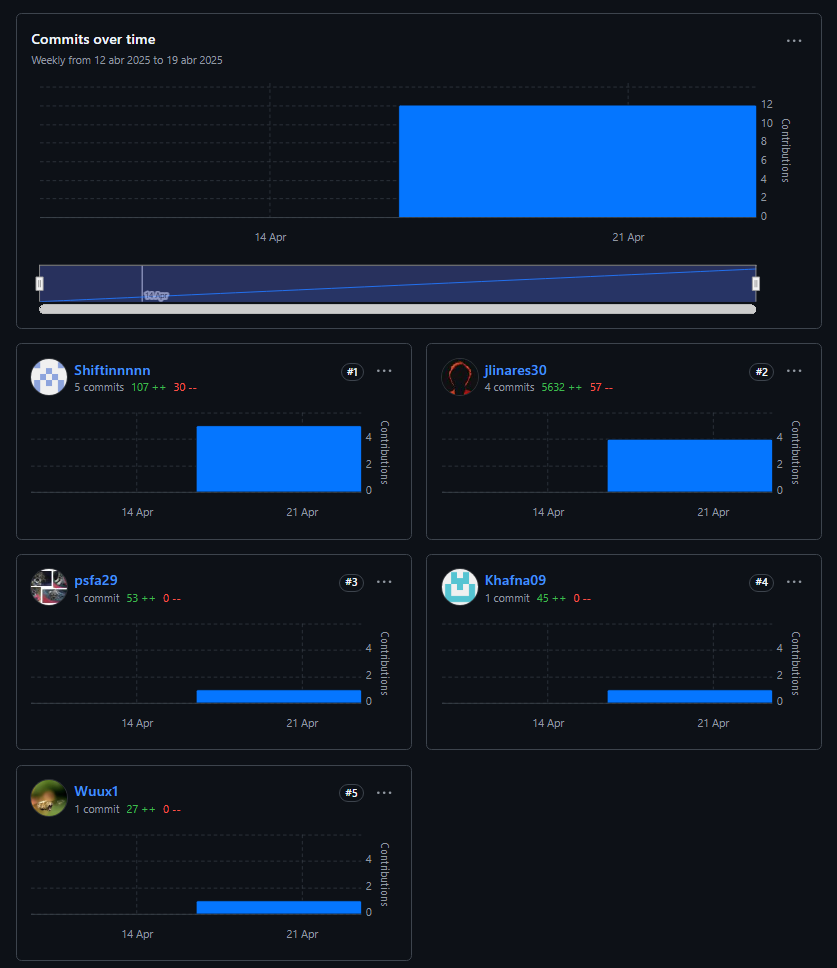 Commits over time
Weekly from 12 abr 2025 to 19 abr 2025
12
10
8
6
4
2
0
Contributions
14 Apr
21 Apr
14 Apr
Shiftinnnnn
#1
5 commits 107 ++ 30 --
4
2
0
Contributions
14 Apr
21 Apr
jlinares30
#2
4 commits 5632 ++ 57 --
4
2
0
Contributions
14 Apr
21 Apr
psfa29
#3
1 commit 53 ++ 0 --
4
2
0
Contributions
14 Apr
21 Apr
Khafna09
#4
1 commit 45 ++ 0 --
4
2
0
Contributions
14 Apr
21 Apr
Wuux1
#5
1 commit 27 ++ 0 --
4
2
0
Contributions
14 Apr
21 Apr